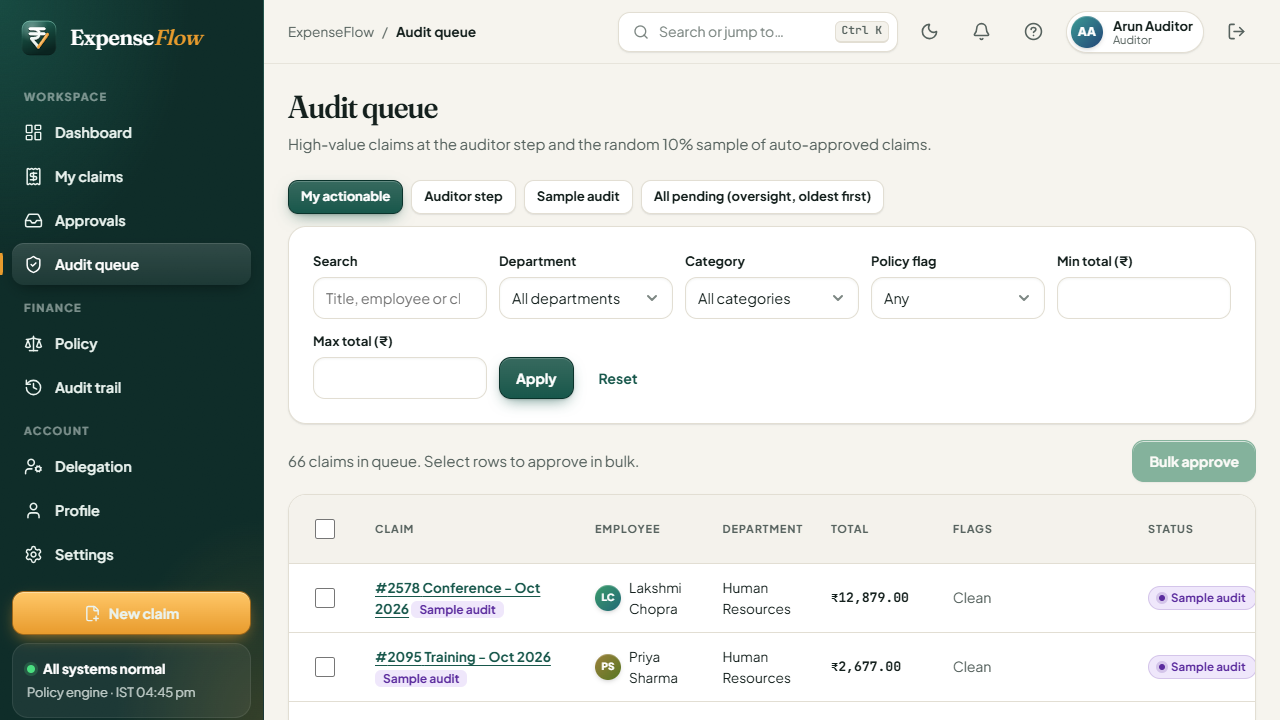 ExpenseFlow
WORKSPACE
Dashboard
My claims
Approvals
Audit queue
FINANCE
Policy
Audit trail
ACCOUNT
Delegation
Profile
Settings
New claim
All systems normal
Policy engine · IST 04:45 pm
ExpenseFlow / Audit queue
Search or jump to…
Ctrl K
AA
Arun Auditor
Auditor
Audit queue
High-value claims at the auditor step and the random 10% sample of auto-approved claims.
My actionable
Auditor step
Sample audit
All pending (oversight, oldest first)
Search
Department
Category
Policy flag
Min total (₹)
Title, employee or cl
All departments
All categories
Any
Max total (₹)
Apply
Reset
66 claims in queue. Select rows to approve in bulk.
Bulk approve
CLAIM
EMPLOYEE
DEPARTMENT
TOTAL
FLAGS
STATUS
#2578 Conference – Oct
2026 Sample audit
LC
Lakshmi
Chopra
Human
Resources
₹12,879.00
Clean
Sample audit
#2095 Training – Oct 2026
Sample audit
PS
Priya
Sharma
Human
Resources
₹2,677.00
Clean
Sample audit